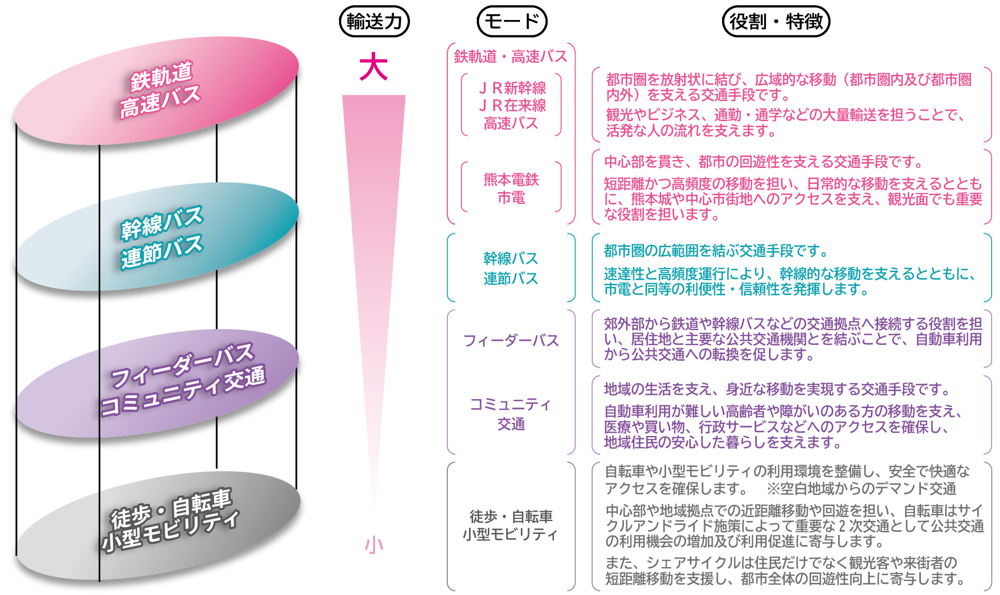 輸送力
モード
役割・特徴
鉄軌道
高速バス
幹線バス
連節バス
フィーダーバス
コミュニティ交通
徒歩・自転車
小型モビリティ
大
小
鉄軌道・高速バス
ＪＲ新幹線
ＪＲ在来線
高速バス
都市圏を放射状に結び、広域的な移動（都市圏内及び都市圏
内外）を支える交通手段です。
観光やビジネス、通勤・通学などの大量輸送を担うことで、
活発な人の流れを支えます。
熊本電鉄
市電
中心部を貫き、都市の回遊性を支える交通手段です。
短距離かつ高頻度の移動を担い、日常的な移動を支えるととも
に、熊本城や中心市街地へのアクセスを支え、観光面でも重要
な役割を担います。
幹線バス
連節バス
都市圏の広範囲を結ぶ交通手段です。
速達性と高頻度運行により、幹線的な移動を支えるとともに、
市電と同等の利便性・信頼性を発揮します。
フィーダーバス
郊外部から鉄道や幹線バスなどの交通拠点へ接続する役割を担
い、居住地と主要な公共交通機関とを結ぶことで、自動車利用
から公共交通への転換を促します。
コミュニティ
交通
地域の生活を支え、身近な移動を実現する交通手段です。
自動車利用が難しい高齢者や障がいのある方の移動を支え、
医療や買い物、行政サービスなどへのアクセスを確保し、
地域住民の安心した暮らしを支えます。
徒歩・自転車
小型モビリティ
自転車や小型モビリティの利用環境を整備し、安全で快適な
アクセスを確保します。　※空白地域からのデマンド交通
中心部や地域拠点での近距離移動や回遊を担い、自転車はサイ
クルアンドライド施策によって重要な２次交通として公共交通
の利用機会の増加及び利用促進に寄与します。
また、シェアサイクルは住民だけでなく観光客や来街者の
短距離移動を支援し、都市全体の回遊性向上に寄与します。